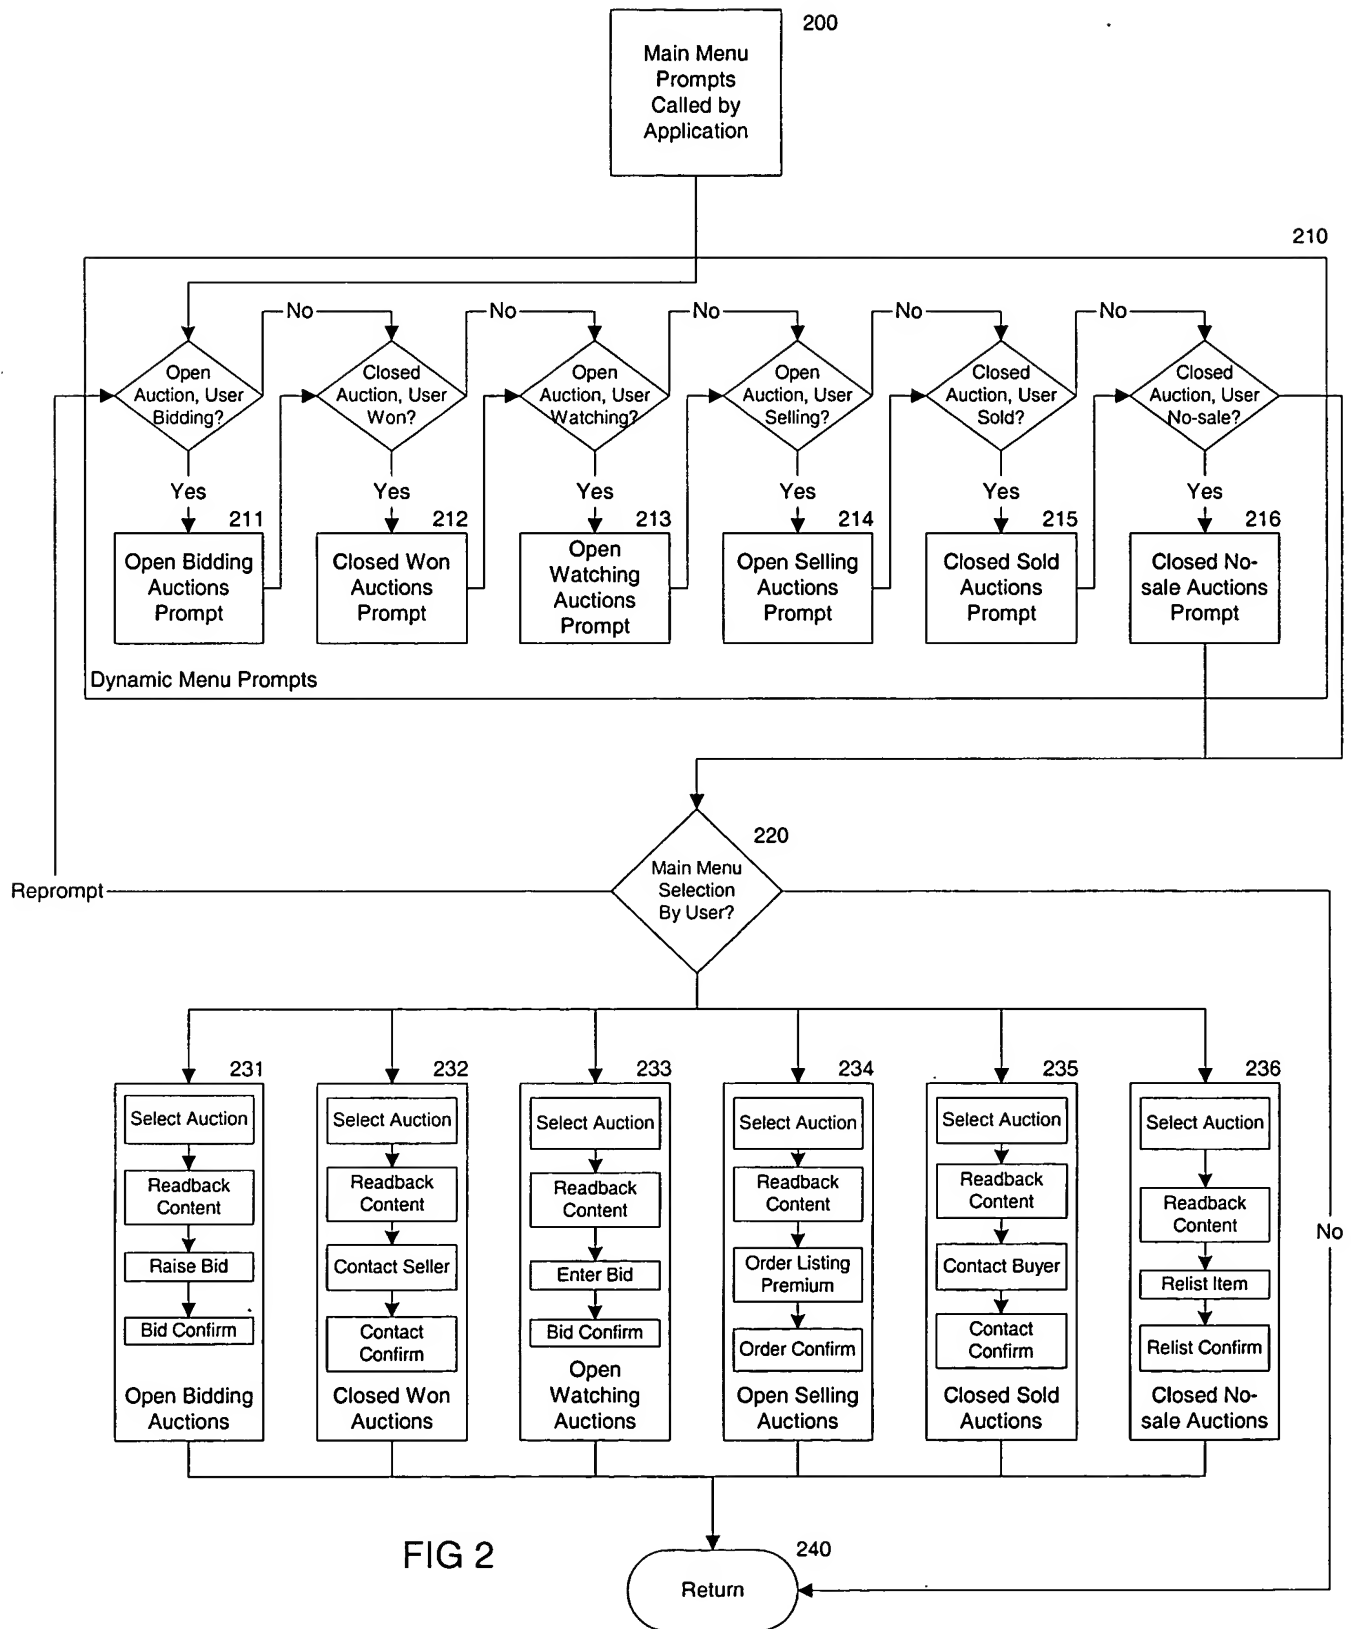 200
Main Menu
Prompts
Called by
Application
210
No
No
No
No
No
Open
Auction, User
Bidding?
Closed
Auction, User
Won?
Open
Auction, User
Watching?
Open
Auction, User
Selling?
Closed
Auction, User
Sold?
Closed
Auction, User
No-sale?
Yes
Yes
Yes
Yes
Yes
Yes
211
Open Bidding
Auctions
Prompt
212
Closed Won
Auctions
Prompt
213
Open
Watching
Auctions
Prompt
214
Open Selling
Auctions
Prompt
215
Closed Sold
Auctions
Prompt
216
Closed No-
sale Auctions
Prompt
Dynamic Menu Prompts
220
Main Menu
Selection
By User?
Reprompt
No
231
Select Auction
Readback
Content
Raise Bid
Bid Confirm
Open Bidding
Auctions
232
Select Auction
Readback
Content
Contact Seller
Contact
Confirm
Closed Won
Auctions
233
Select Auction
Readback
Content
Enter Bid
Bid Confirm
Open
Watching
Auctions
234
Select Auction
Readback
Content
Order Listing
Premium
Order Confirm
Open Selling
Auctions
235
Select Auction
Readback
Content
Contact Buyer
Contact
Confirm
Closed Sold
Auctions
236
Select Auction
Readback
Content
Relist Item
Relist Confirm
Closed No-
sale Auctions
FIG 2
240
Return